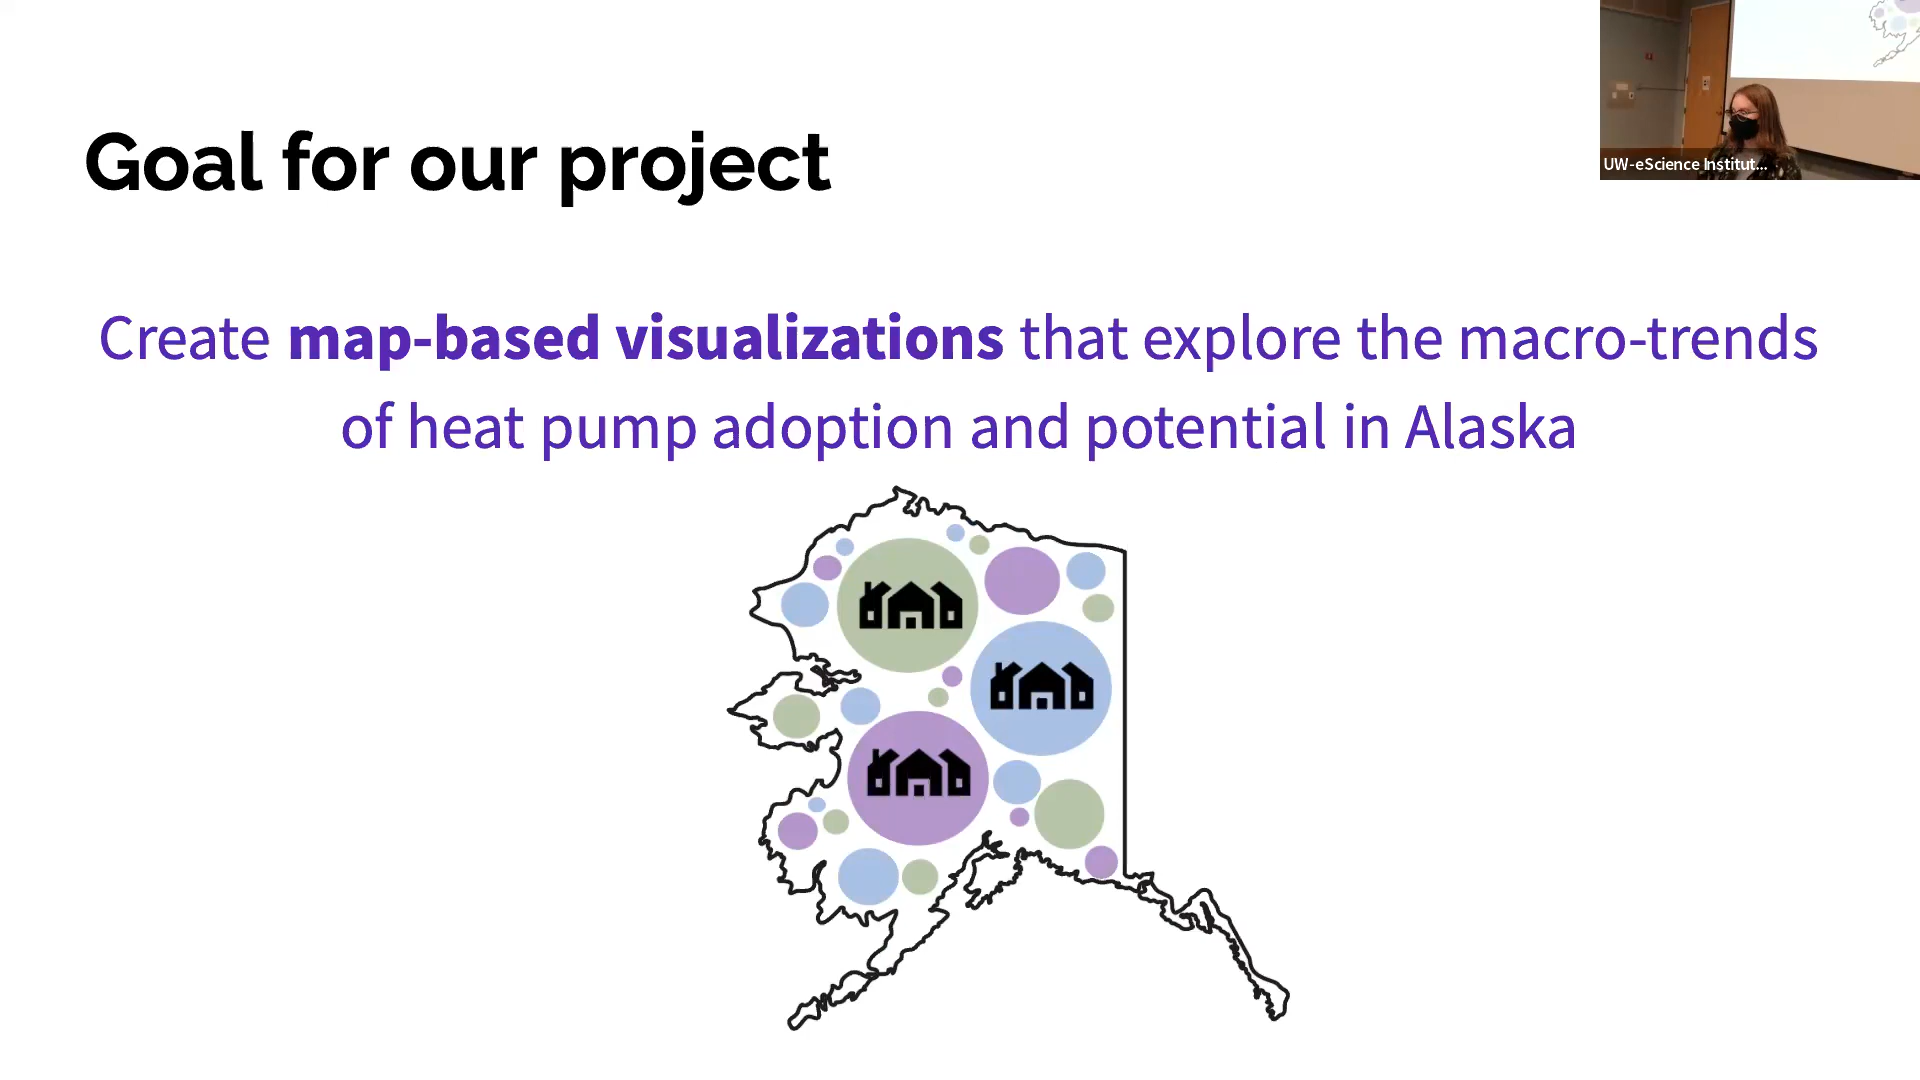 Goal for our project
Create map-based visualizations that explore the macro-trends
of heat pump adoption and potential in Alaska
UW-eScience Institut...